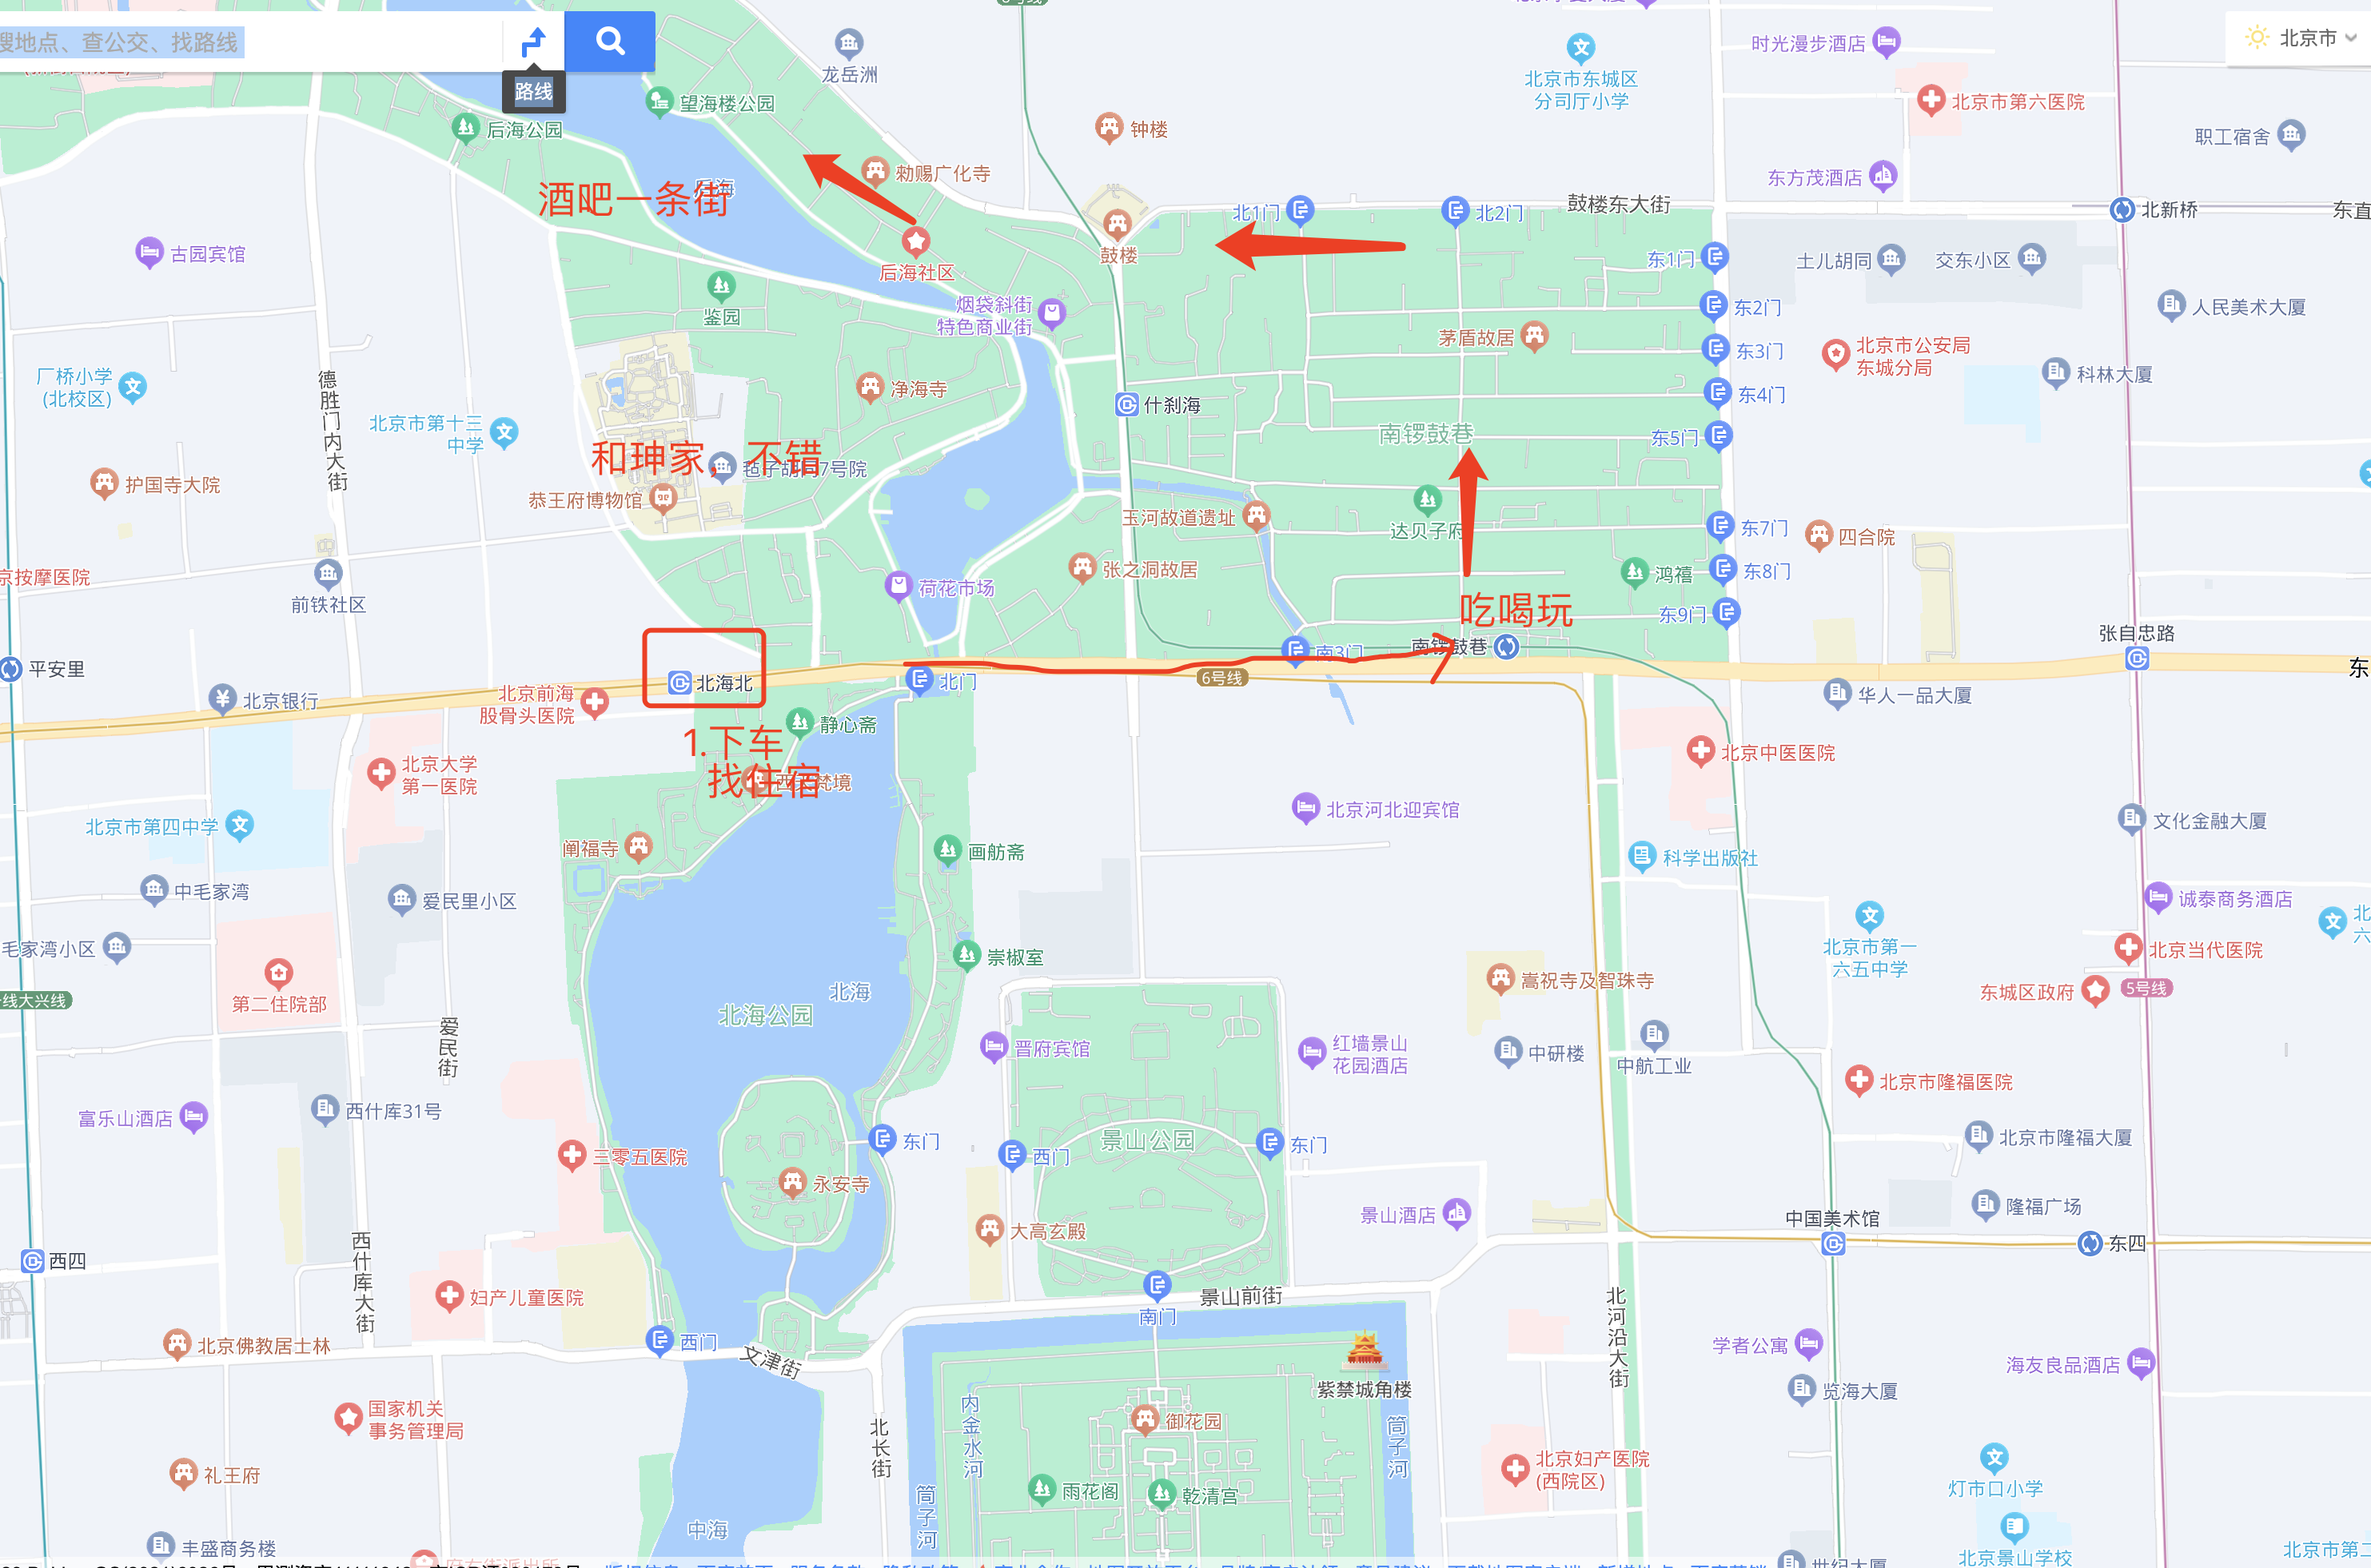 搜地点、查公交、找路线
路线
北京市
龙岳洲
时光漫步酒店
北京市东城区
分司厅小学
北京市第六医院
望海楼公园
后海公园
钟楼
职工宿舍
敕赐广化寺
东方茂酒店
酒吧一条街
后海
北1门
北2门
鼓楼东大街
北新桥
东直
古园宾馆
鼓楼
后海社区
东1门
土儿胡同
交东小区
烟袋斜街
特色商业街
鉴园
东2门
人民美术大厦
茅盾故居
东3门
北京市公安局
东城分局
科林大厦
厂桥小学
(北校区)
德胜门内大街
净海寺
东4门
什刹海
北京市第十三
中学
南锣鼓巷
东5门
和珅家,不错
毡子胡同7号院
护国寺大院
恭王府博物馆
玉河故道遗址
达贝子府
东7门
四合院
京按摩医院
前铁社区
张之洞故居
荷花市场
鸿禧
东8门
吃喝玩
东9门
张自忠路
平安里
南3门
南锣鼓巷
北海北
北门
6号线
东
北京银行
北京前海
股骨头医院
静心斋
华人一品大厦
1.下车
找住宿
西天梵境
北京大学
第一医院
北京中医医院
北京河北迎宾馆
北京市第四中学
文化金融大厦
阐福寺
画舫斋
科学出版社
中毛家湾
爱民里小区
诚泰商务酒店
毛家湾小区
崇椒室
北京市第一
六五中学
北京当代医院
第二住院部
北海
北海公园
嵩祝寺及智珠寺
东城区政府
5号线
线大兴线
爱民街
晋府宾馆
红墙景山
花园酒店
中研楼
中航工业
北京市隆福医院
富乐山酒店
西什库31号
东门
西门
景山公园
东门
北京市隆福大厦
三零五医院
永安寺
大高玄殿
景山酒店
隆福广场
中国美术馆
东四
西四
西什库大街
妇产儿童医院
景山前街
南门
北河沿大街
北京佛教居士林
西门
文津街
紫禁城角楼
学者公寓
海友良品酒店
览海大厦
国家机关
事务管理局
北长街
内金水河
御花园
筒子河
北京妇产医院
(西院区)
礼王府
雨花阁
乾清宫
灯市口小学
筒子河
中海
丰盛商务楼
北京景山学校
北京市第二